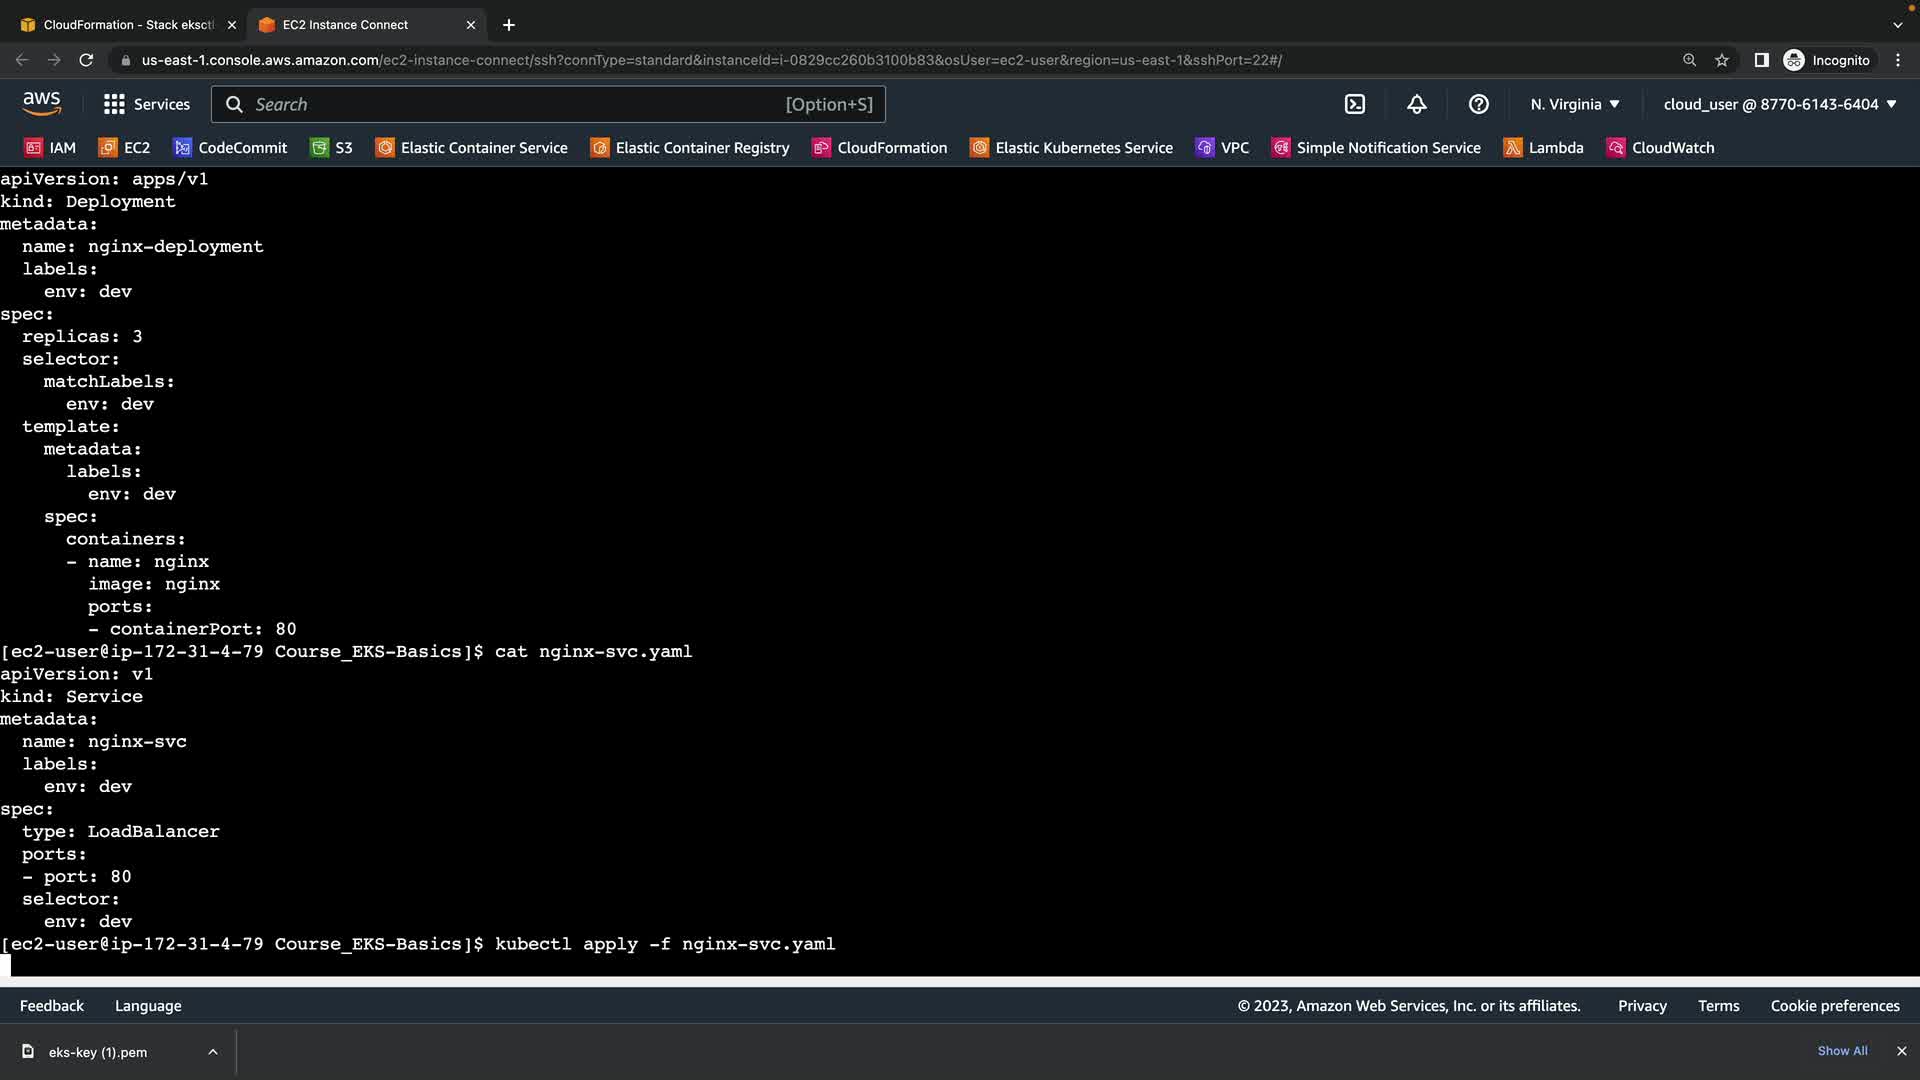 CloudFormation - Stack eksctl
EC2 Instance Connect
us-east-1.console.aws.amazon.com/ec2-instance-connect/ssh?connType=standard&instanceId=i-0829cc260b3100b83&osUser=ec2-user&region=us-east-1&sshPort=22#/
Incognito
aws
Services
Search
[Option+S]
N. Virginia
cloud_user @ 8770-6143-6404
IAM
EC2
CodeCommit
S3
Elastic Container Service
Elastic Container Registry
CloudFormation
Elastic Kubernetes Service
VPC
Simple Notification Service
Lambda
CloudWatch
apiVersion: apps/v1
kind: Deployment
metadata:
  name: nginx-deployment
  labels:
    env: dev
spec:
  replicas: 3
  selector:
    matchLabels:
      env: dev
  template:
    metadata:
      labels:
        env: dev
    spec:
      containers:
      - name: nginx
        image: nginx
        ports:
        - containerPort: 80
[ec2-user@ip-172-31-4-79 Course_EKS-Basics]$ cat nginx-svc.yaml
apiVersion: v1
kind: Service
metadata:
  name: nginx-svc
  labels:
    env: dev
spec:
  type: LoadBalancer
  ports:
  - port: 80
  selector:
    env: dev
[ec2-user@ip-172-31-4-79 Course_EKS-Basics]$ kubectl apply -f nginx-svc.yaml
Feedback
Language
© 2023, Amazon Web Services, Inc. or its affiliates.
Privacy
Terms
Cookie preferences
eks-key (1).pem
Show All